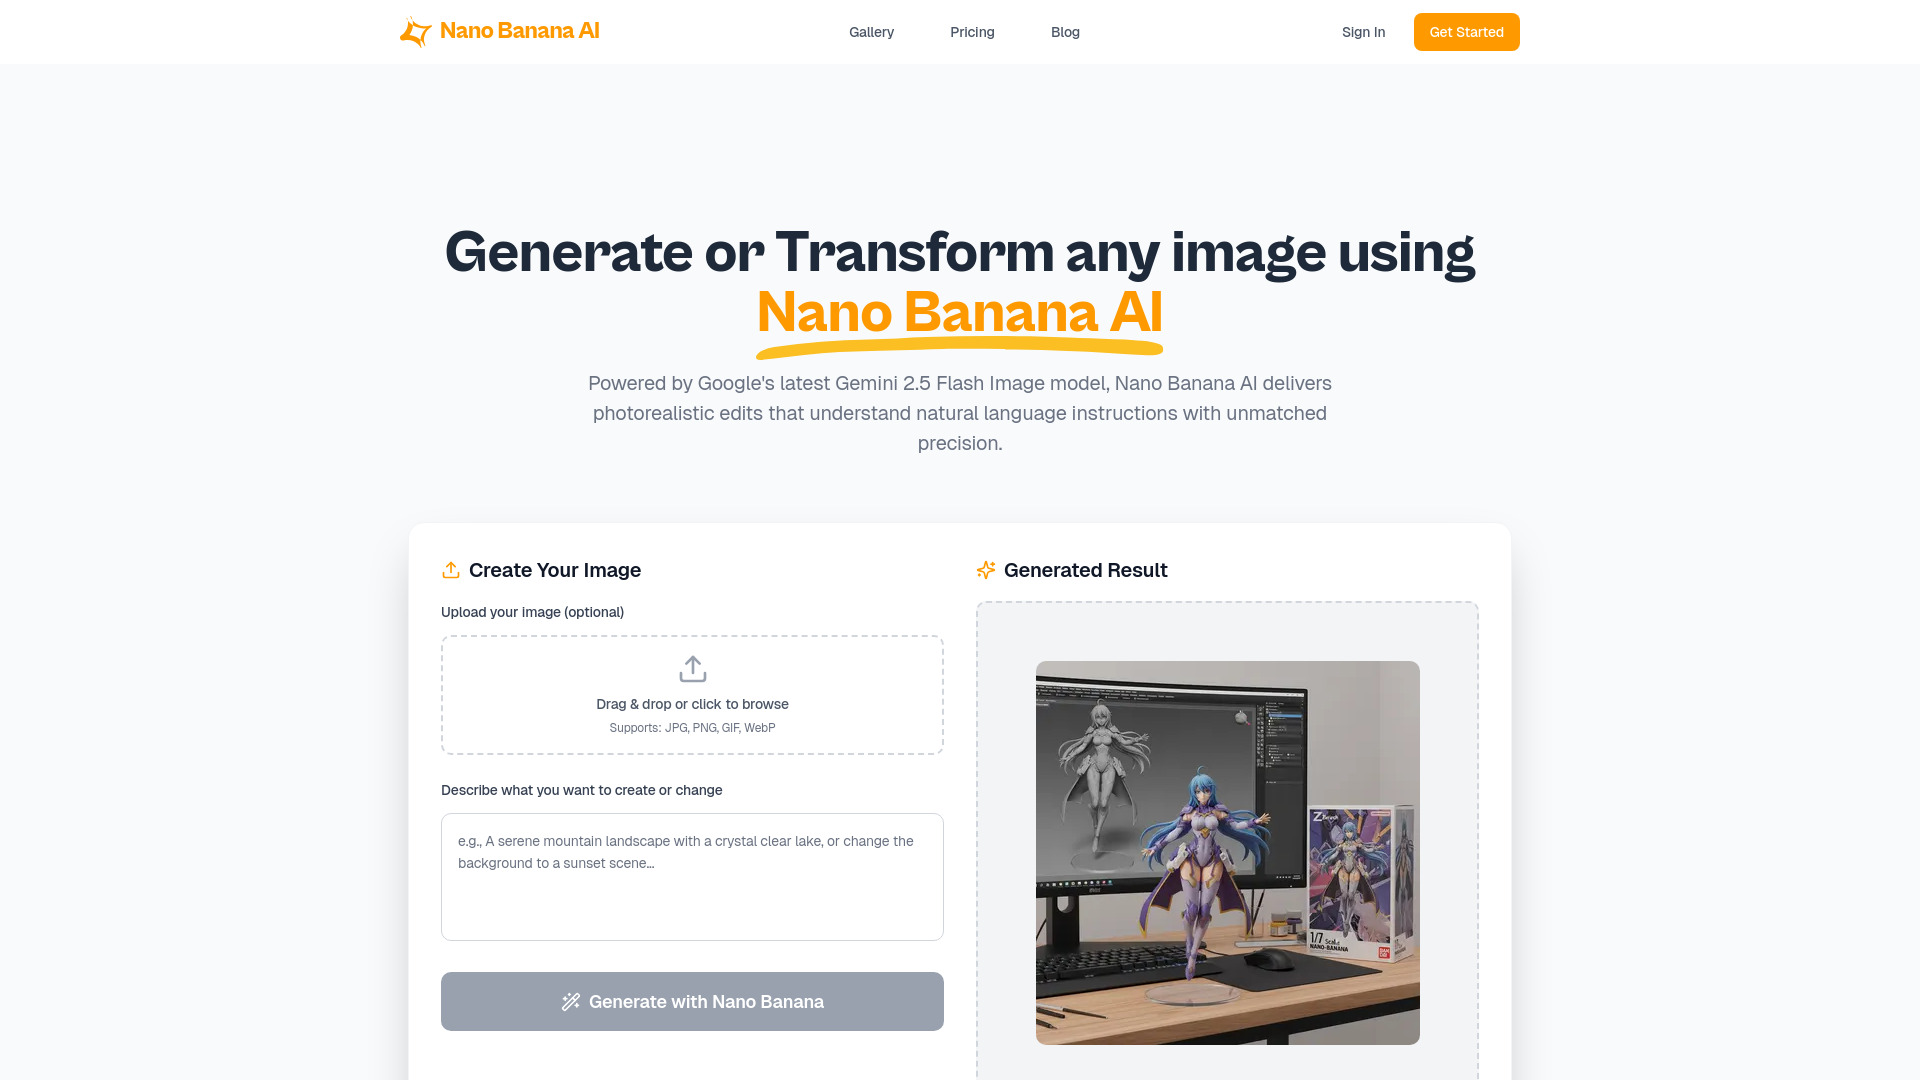 Nano Banana AI
Gallery
Pricing
Blog
Sign In
Get Started
Generate or Transform any image using
Nano Banana AI
Powered by Google's latest Gemini 2.5 Flash Image model, Nano Banana AI delivers
photorealistic edits that understand natural language instructions with unmatched
precision.
Create Your Image
Upload your image (optional)
Drag & drop or click to browse
Supports: JPG, PNG, GIF, WebP
Describe what you want to create or change
e.g., A serene mountain landscape with a crystal clear lake, or change the
background to a sunset scene...
Generate with Nano Banana
Generated Result
1/7 Scale
NANO-BANANA